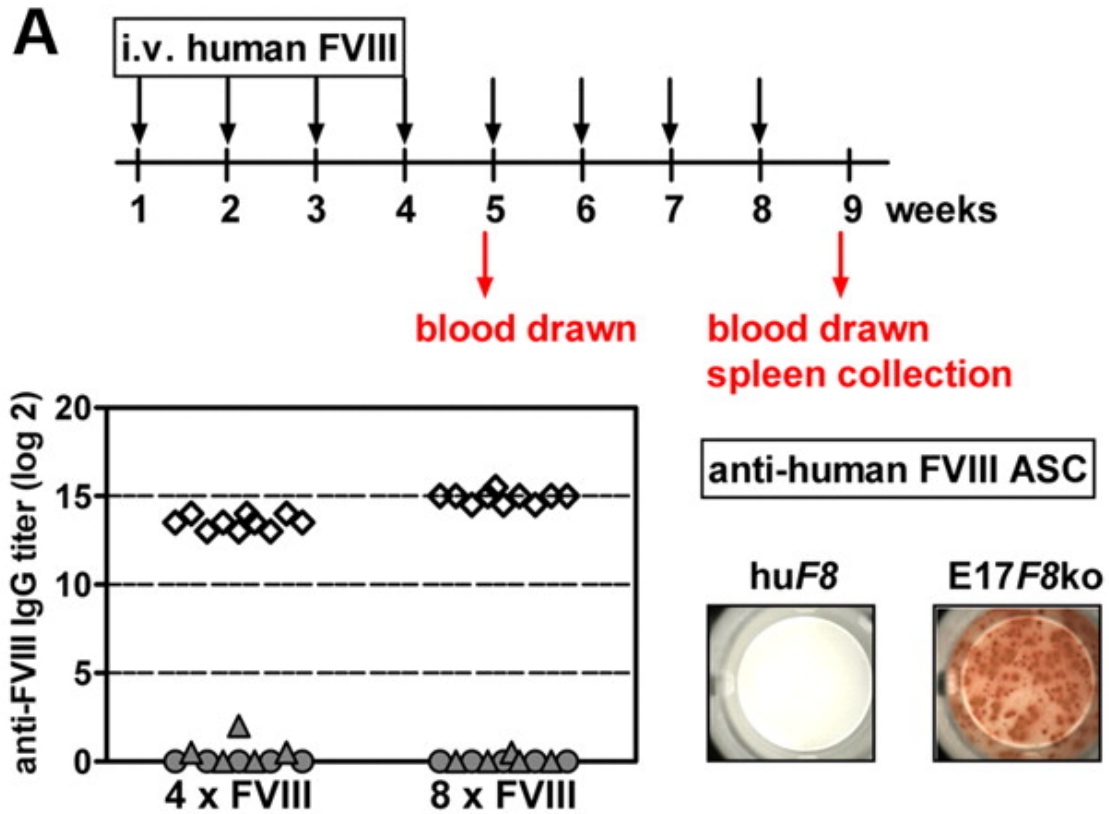 A
i.v. human FVIII
1 2 3 4 5 6 7 8 9 weeks
blood drawn
blood drawn
spleen collection
anti-FVIII IgG titer (log 2)
20
15
10
5
0
4 x FVIII
8 x FVIII
anti-human FVIII ASC
huF8
E17F8ko